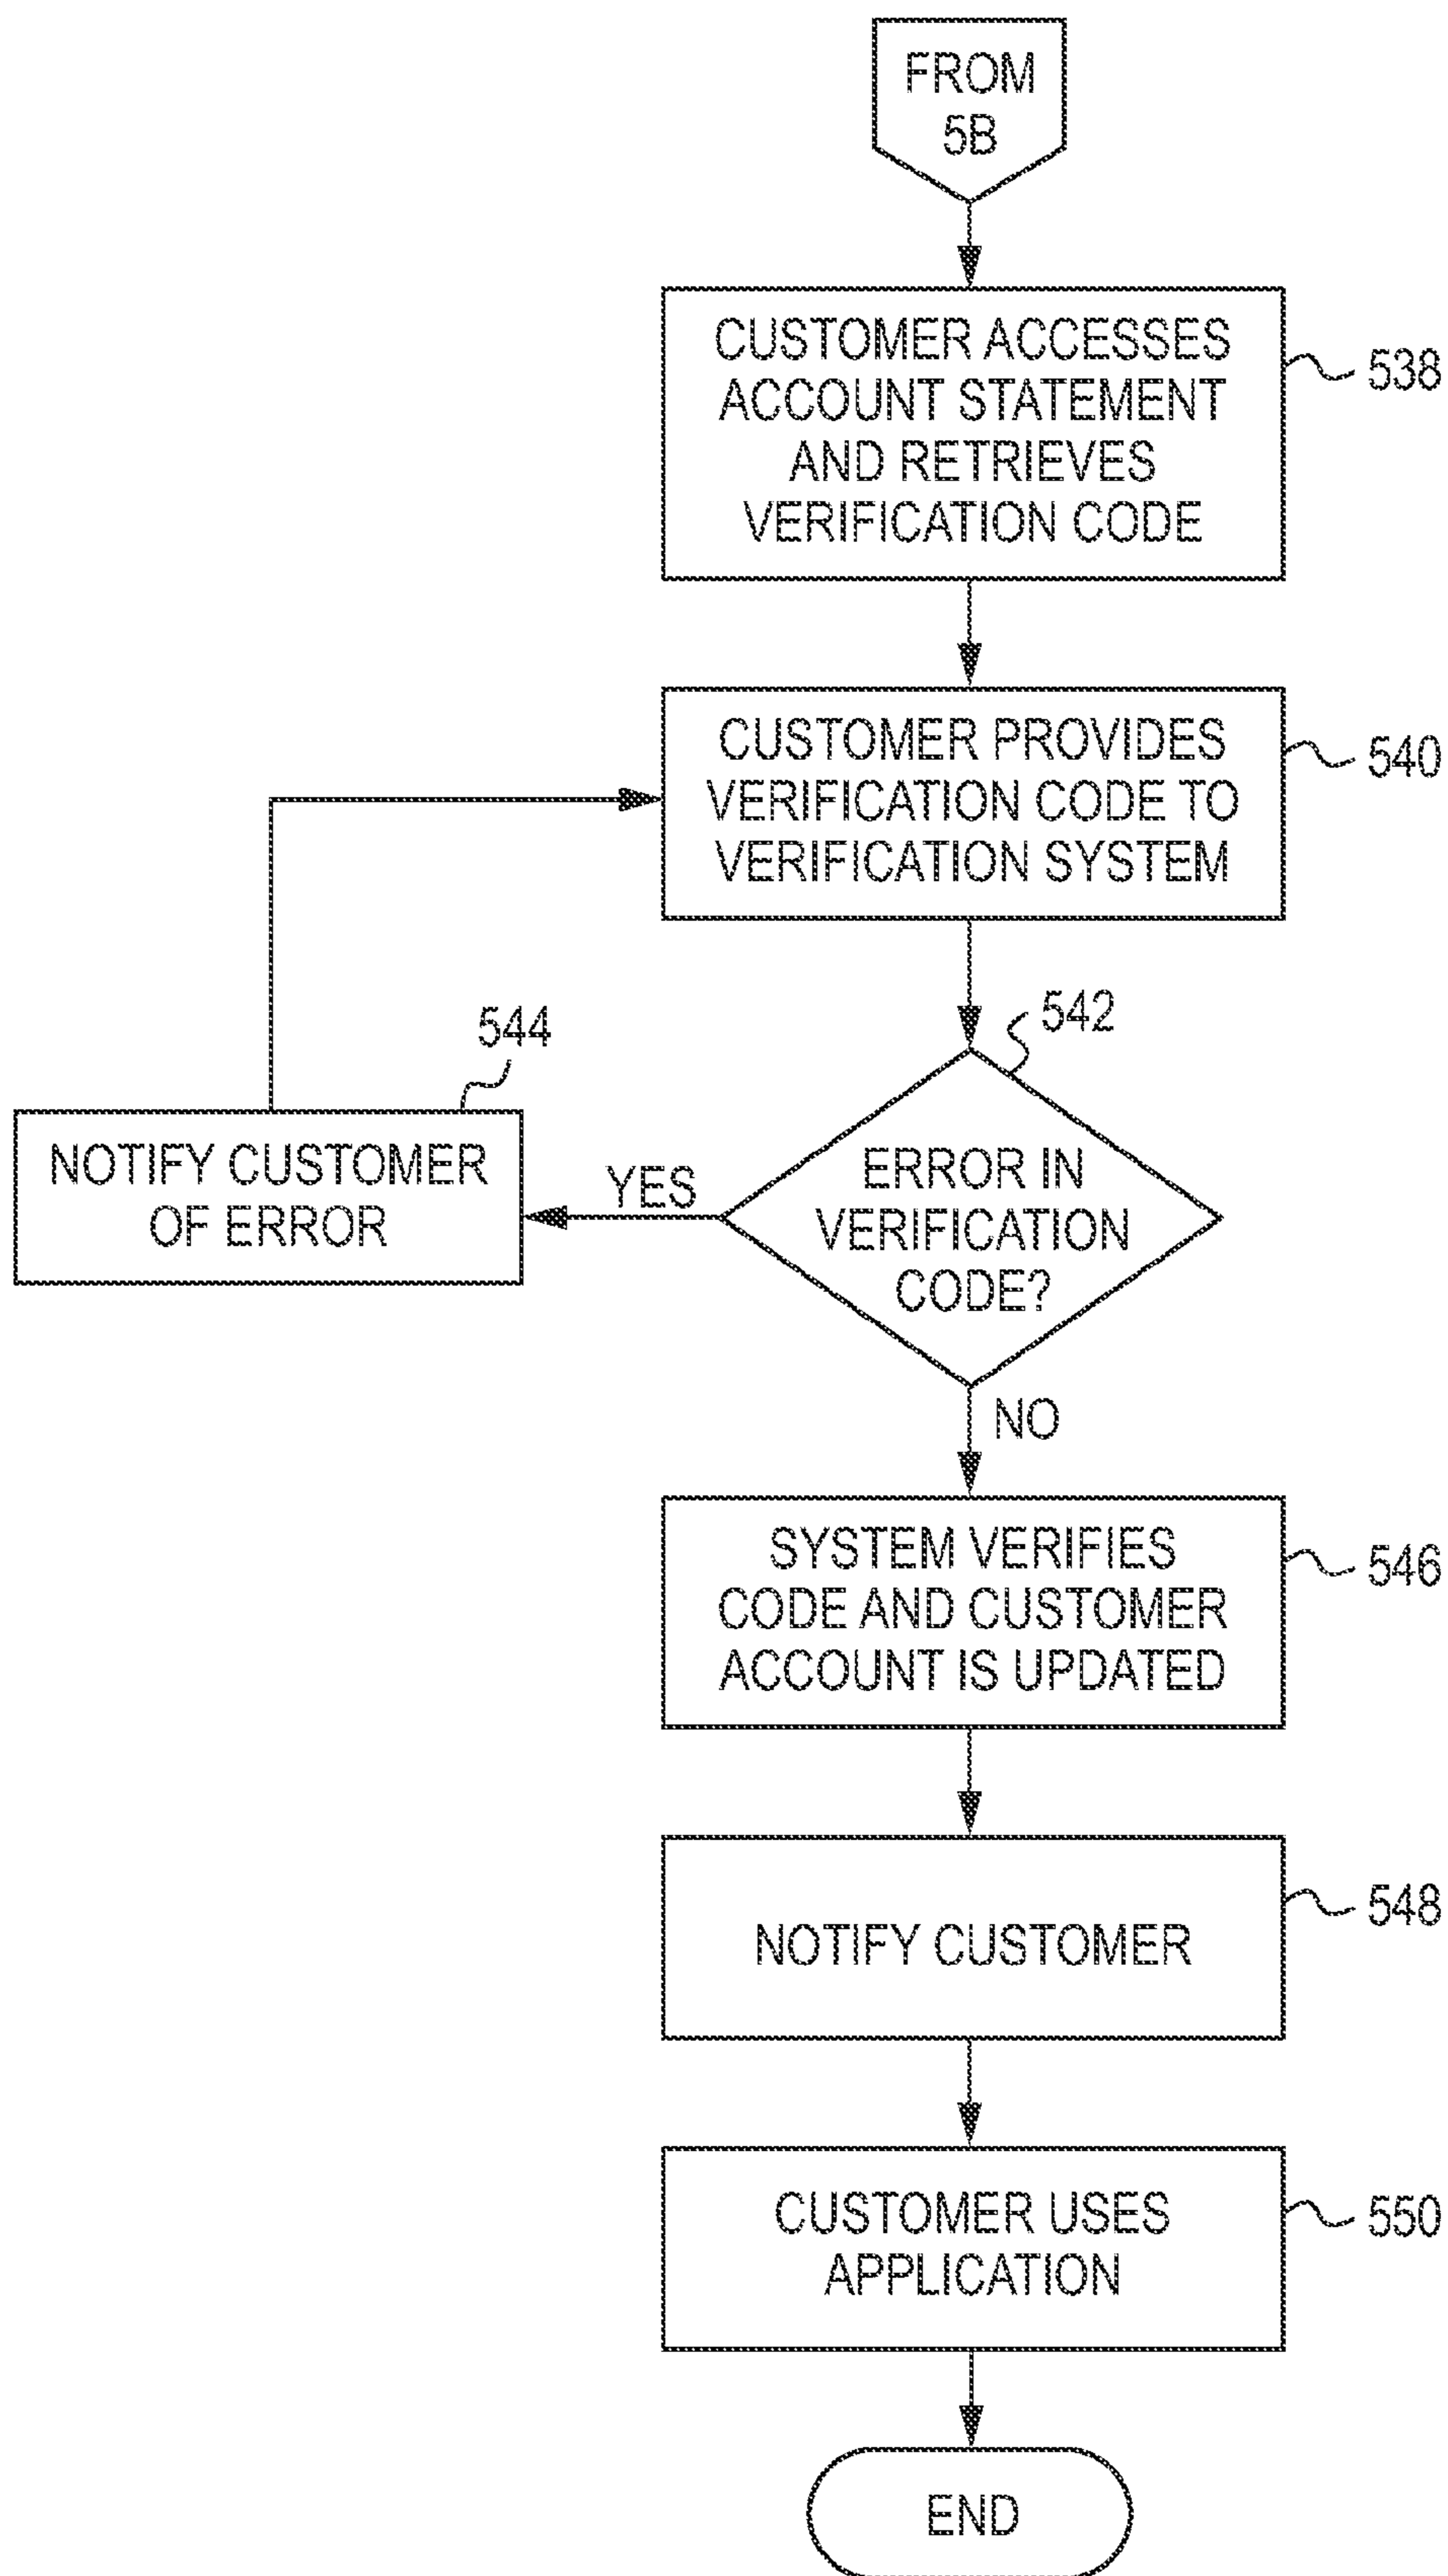 FROM
5B
CUSTOMER ACCESSES
ACCOUNT STATEMENT
AND RETRIEVES
VERIFICATION CODE
538
CUSTOMER PROVIDES
VERIFICATION CODE TO
VERIFICATION SYSTEM
540
542
544
NOTIFY CUSTOMER
OF ERROR
YES
ERROR IN
VERIFICATION
CODE?
NO
SYSTEM VERIFIES
CODE AND CUSTOMER
ACCOUNT IS UPDATED
546
NOTIFY CUSTOMER
548
CUSTOMER USES
APPLICATION
550
END